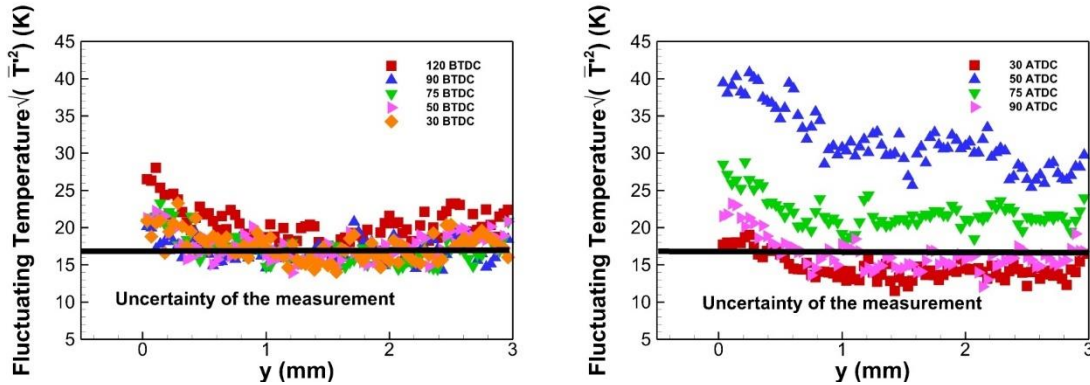 Fluctuating Temperature√( T̅'²) (K)
45
40
35
30
25
20
15
10
5
120 BTDC
90 BTDC
75 BTDC
50 BTDC
30 BTDC
Uncertainty of the measurement
0
1
2
3
y (mm)
Fluctuating Temperature√( T̅'²) (K)
45
40
35
30
25
20
15
10
5
30 ATDC
50 ATDC
75 ATDC
90 ATDC
Uncertainty of the measurement
0
1
2
3
y (mm)